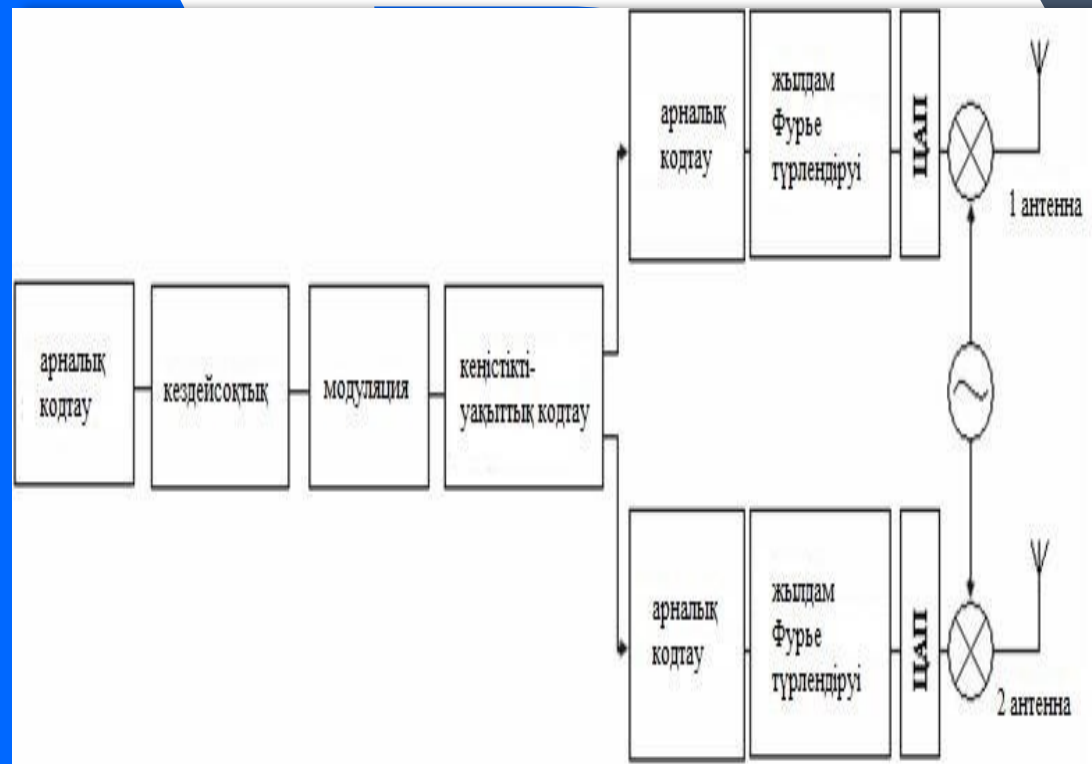 арналық
кодтау
кездейсоқтық
модуляция
кеңістікті-
уақыттық кодтау
арналық
кодтау
жылдам
Фурье
түрлендіруі
ЦАП
1 антенна
арналық
кодтау
жылдам
Фурье
түрлендіруі
ЦАП
2 антенна